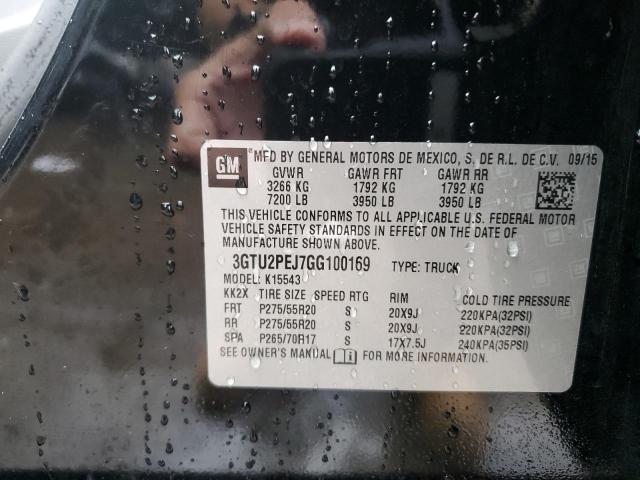 GM
MFD BY GENERAL MOTORS DE MEXICO, S, DE R.L. DE C.V. 09/15
GVWR GAWR FRT GAWR RR
3266 KG 1792 KG 1792 KG
7200 LB 3950 LB 3950 LB
THIS VEHICLE CONFORMS TO ALL APPLICABLE U.S. FEDERAL MOTOR
VEHICLE SAFETY STANDARDS IN EFFECT ON THE DATE OF
MANUFACTURE SHOWN ABOVE.
3GTU2PEJ7GG100169 TYPE: TRUCK
MODEL: K15543
KK2X TIRE SIZE SPEED RTG RIM COLD TIRE PRESSURE
FRT P275/55R20 S 20X9J 220KPA(32PSI)
RR P275/55R20 S 20X9J 220KPA(32PSI)
SPA P265/70R17 S 17X7.5J 240KPA(35PSI)
SEE OWNER'S MANUAL FOR MORE INFORMATION.